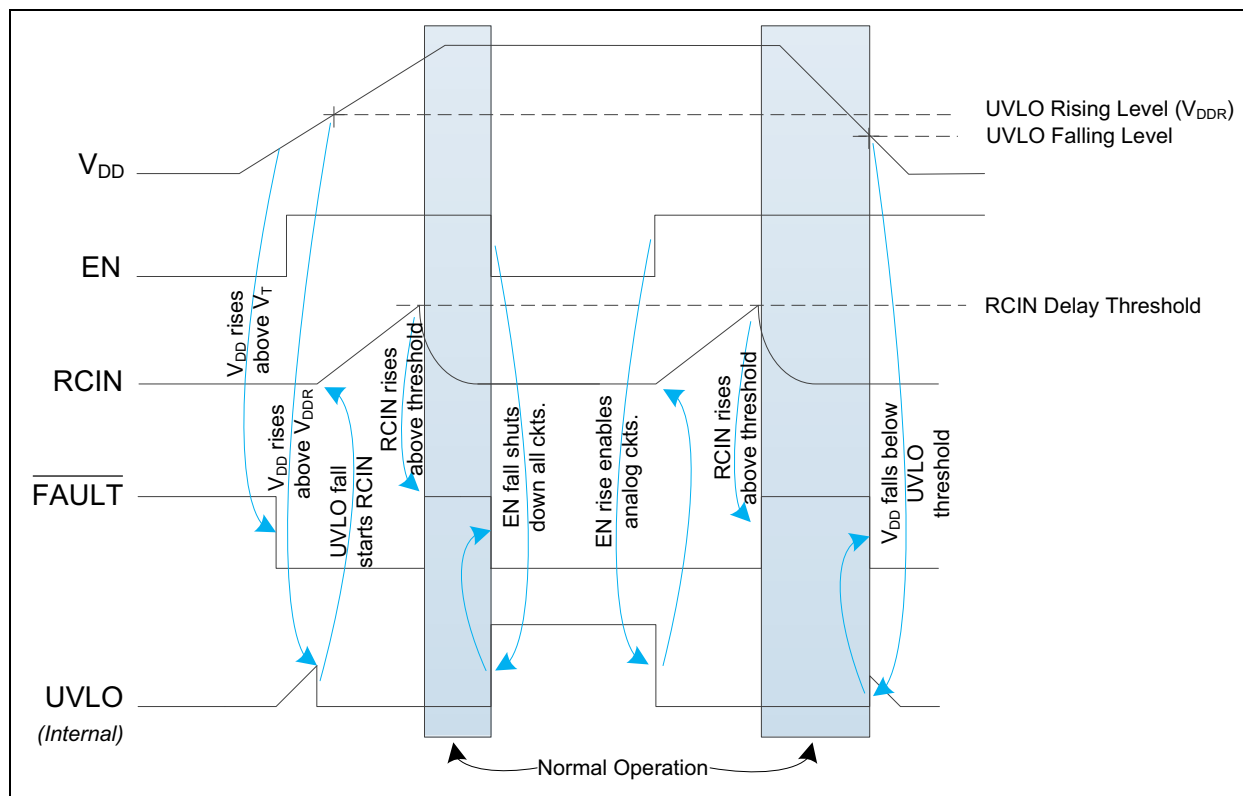 UVLO Rising Level (VDDR)
UVLO Falling Level
VDD
EN
RCIN Delay Threshold
RCIN
FAULT
UVLO
(Internal)
VDD rises
above VT
VDD rises
above VDDR
UVLO fall
starts RCIN
RCIN rises
above threshold
EN fall shuts
down all ckts.
EN rise enables
analog ckts.
RCIN rises
above threshold
VDD falls below
UVLO
threshold
Normal Operation